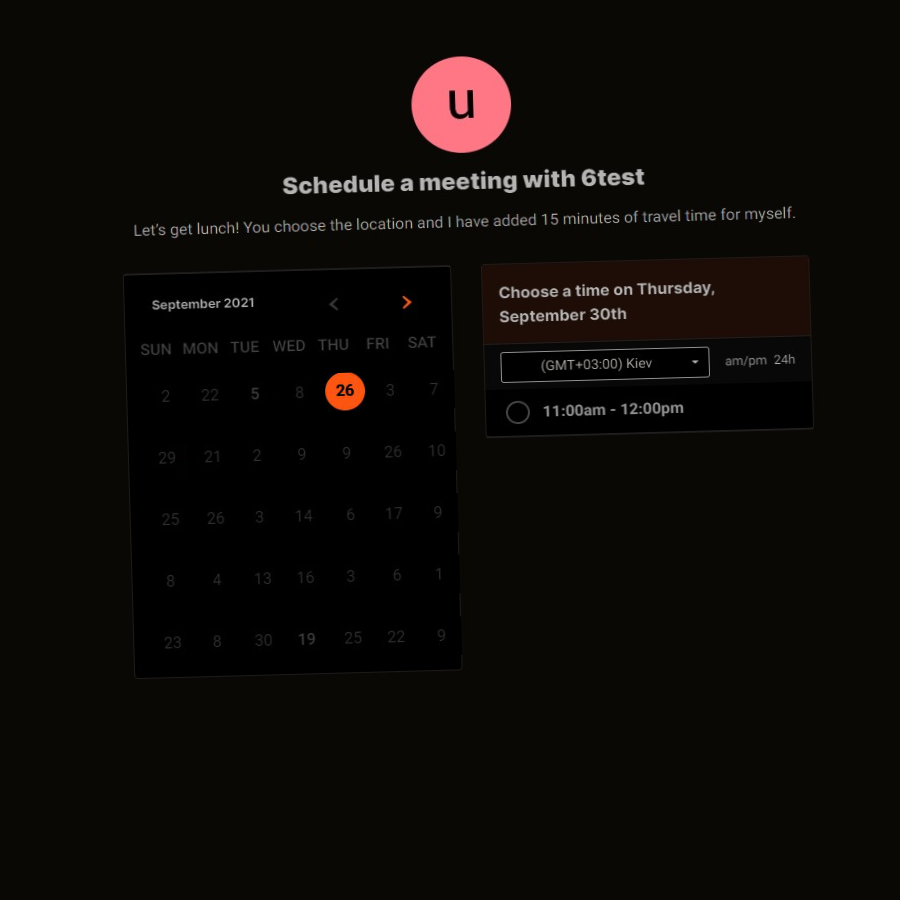 u
Schedule a meeting with 6test
Let's get lunch! You choose the location and I have added 15 minutes of travel time for myself.
September 2021
SUN MON TUE WED THU FRI SAT
2 22 5 8 26 3 7
29 21 2 9 9 26 10
25 26 3 14 6 17 9
8 4 13 16 3 6 1
23 8 30 19 25 22 9
Choose a time on Thursday,
September 30th
(GMT+03:00) Kiev am/pm 24h
11:00am - 12:00pm